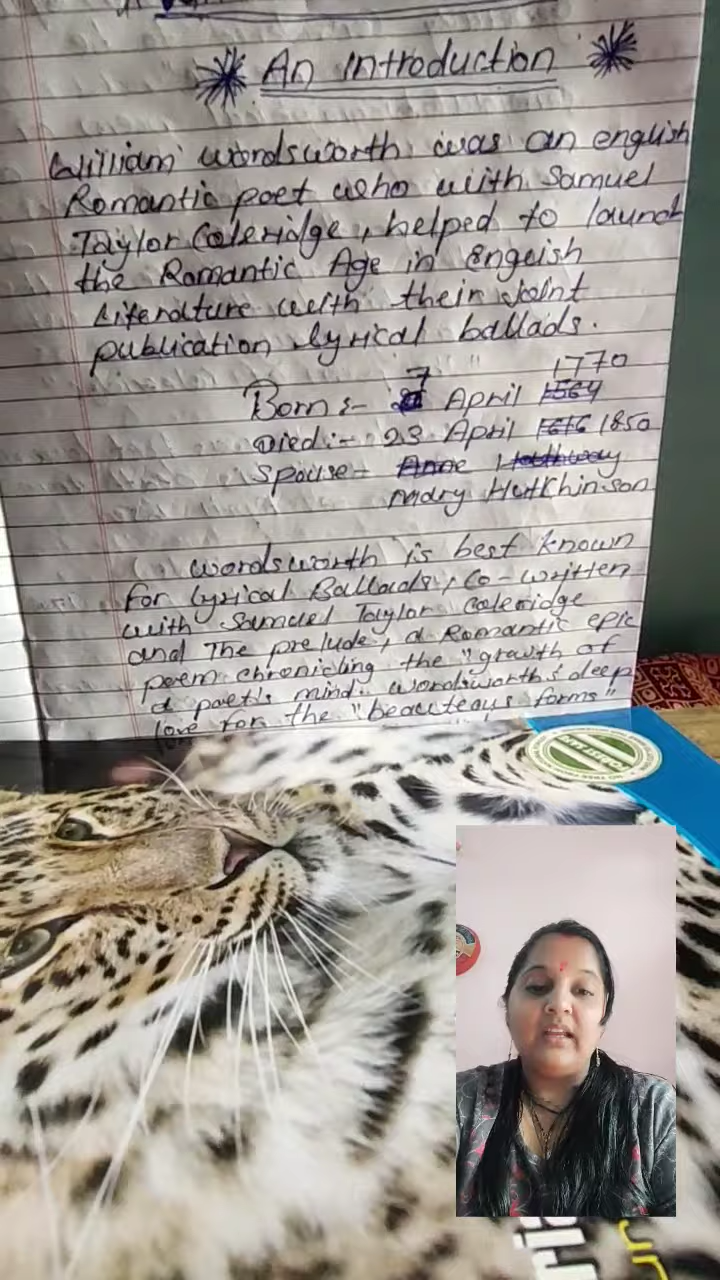 An Introduction
William wordsworth was an english
Romantic poet who with Samuel
Taylor Coleridge, helped to launch
the Romantic Age in Engeish
Literature with their joint
publication lyrical ballads.
Born :- 7 April 1564 1770
Died :- 23 April 1616 1850
Spouse - Anne Hathway
Mary Hutchinson
wordsworth is best known
for Lyrical Ballads, Co-written
with Samuel Taylor Coleridge
and The prelude, a Romantic epic
poem chronicling the "growth of
a poet's mind. wordsworth's deep
love for the "beauteous forms"